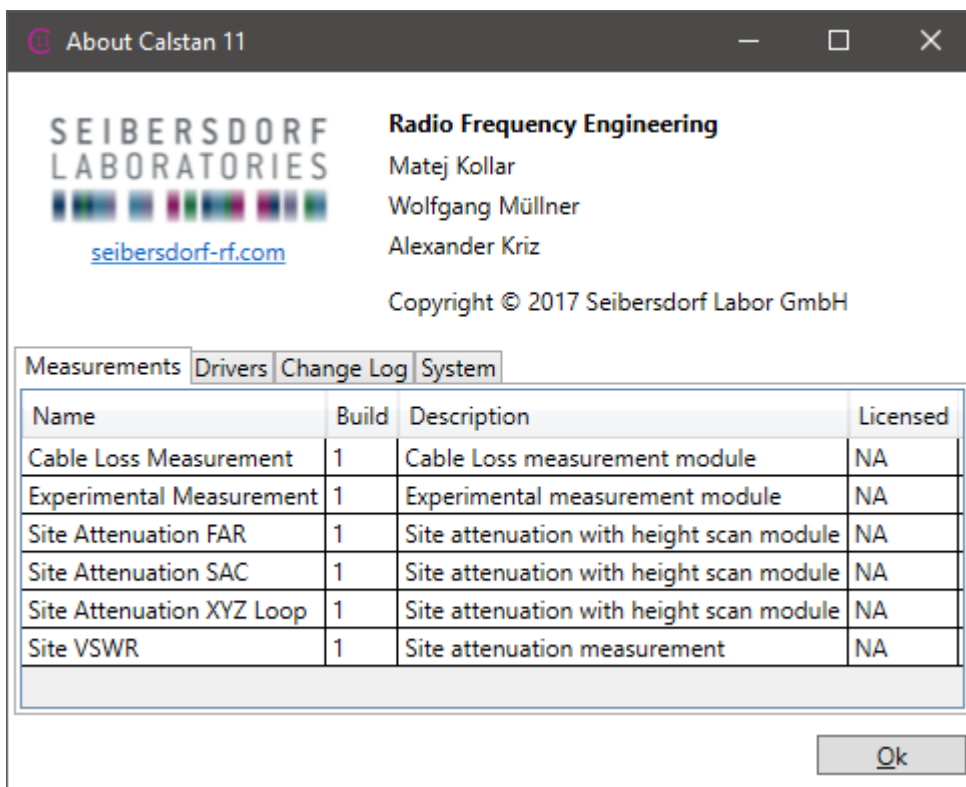 About Calstan 11
SEIBERSDORF
LABORATORIES
seibersdorf-rf.com
Radio Frequency Engineering
Matej Kollar
Wolfgang Müllner
Alexander Kriz
Copyright © 2017 Seibersdorf Labor GmbH
Measurements Drivers Change Log System
Name Build Description Licensed
Cable Loss Measurement 1 Cable Loss measurement module NA
Experimental Measurement 1 Experimental measurement module NA
Site Attenuation FAR 1 Site attenuation with height scan module NA
Site Attenuation SAC 1 Site attenuation with height scan module NA
Site Attenuation XYZ Loop 1 Site attenuation with height scan module NA
Site VSWR 1 Site attenuation measurement NA
Ok